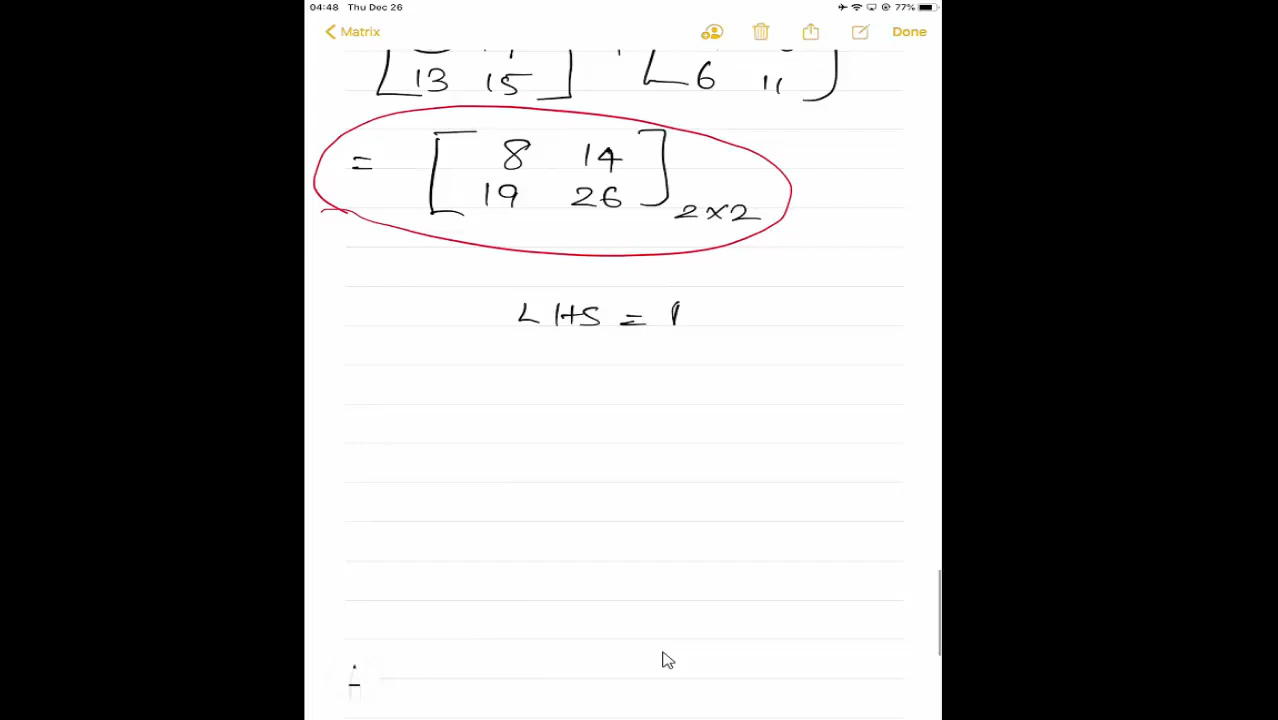 04:48 Thu Dec 26 77%
Matrix Done
13 15 6 11
= 8 14
19 26 2×2
LHS =